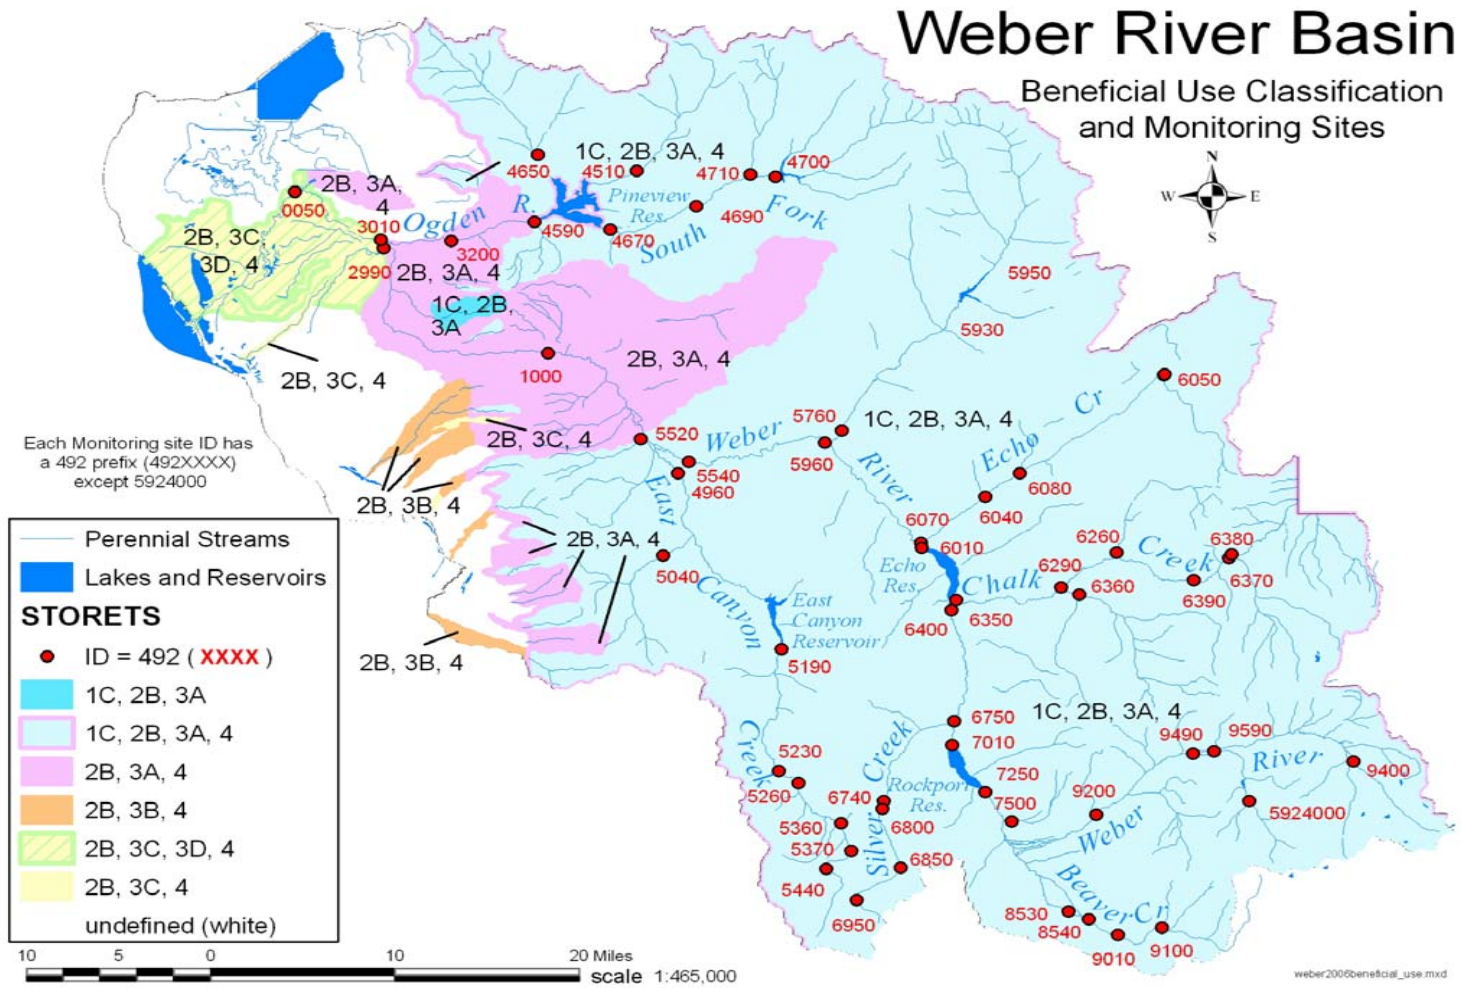 Weber River Basin
Beneficial Use Classification
and Monitoring Sites
N
W E
S
1C, 2B, 3A, 4
4650
4510
4710
4700
Pineview
Res.
4690
Fork
South
4670
4590
Ogden R.
3200
2B, 3A,
4
0050
3010
2990
2B, 3C,
3D, 4
2B, 3A, 4
1C, 2B,
3A
2B, 3A, 4
1000
2B, 3C, 4
5950
5930
6050
Each Monitoring site ID has
a 492 prefix (492XXXX)
except 5924000
2B, 3C, 4
2B, 3B, 4
5520
Weber
5760
1C, 2B, 3A, 4
5960
5540
4960
East
River
Echo Cr
6080
6040
6070
6010
Echo
Res.
6260
Creek
6380
6370
6290
6360
6390
Chalk
6350
6400
2B, 3A, 4
5040
Canyon
East
Canyon
Reservoir
5190
2B, 3B, 4
6750
1C, 2B, 3A, 4
7010
9490
9590
River
9400
Creek
5230
5260
Creek
Rockport
Res.
7250
7500
9200
5924000
Weber
6740
6800
5360
5370
Silver
6850
5440
6950
Beaver Cr
8530
8540
9010
9100
Perennial Streams
Lakes and Reservoirs
STORETS
ID = 492 ( XXXX )
1C, 2B, 3A
1C, 2B, 3A, 4
2B, 3A, 4
2B, 3B, 4
2B, 3C, 3D, 4
2B, 3C, 4
undefined (white)
10 5 0 10 20 Miles
scale 1:465,000
weber2006beneficial_use.mxd